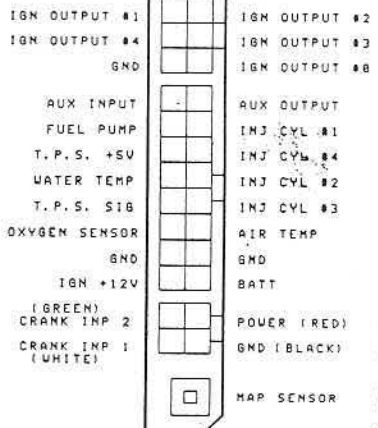 IGN OUTPUT #1
IGN OUTPUT #2
IGN OUTPUT #4
IGN OUTPUT #3
GND
IGN OUTPUT #0
AUX INPUT
AUX OUTPUT
FUEL PUMP
INJ CYL #1
T.P.S. +5V
INJ CYL #4
WATER TEMP
INJ CYL #2
T.P.S. SIG
INJ CYL #3
OXYGEN SENSOR
AIR TEMP
GND
GND
IGN +12V
BATT
(GREEN)
CRANK INP 2
POWER (RED)
CRANK INP 1
(WHITE)
GND (BLACK)
MAP SENSOR